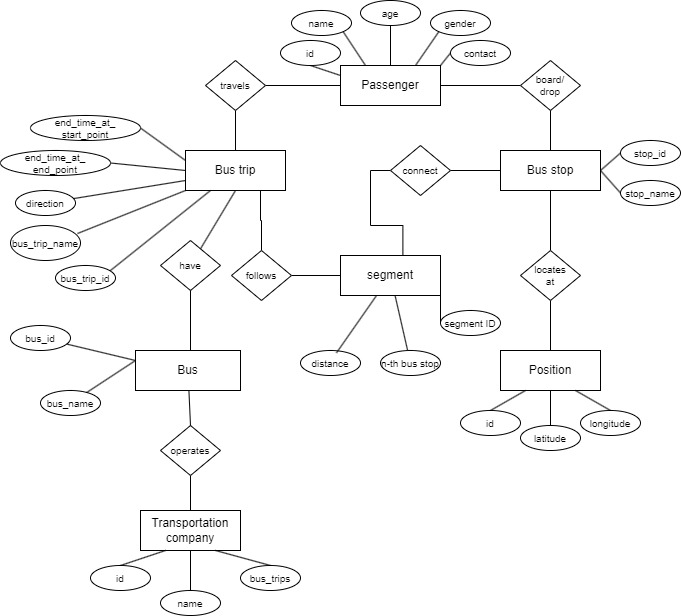 age
name
gender
id
contact
Passenger
travels
board/
drop
end_time_at_
start_point
end_time_at_
end_point
Bus trip
connect
Bus stop
stop_id
stop_name
direction
bus_trip_name
bus_trip_id
have
follows
segment
locates
at
segment ID
distance
n-th bus stop
bus_id
Bus
bus_name
Position
id
latitude
longitude
operates
Transportation
company
id
name
bus_trips